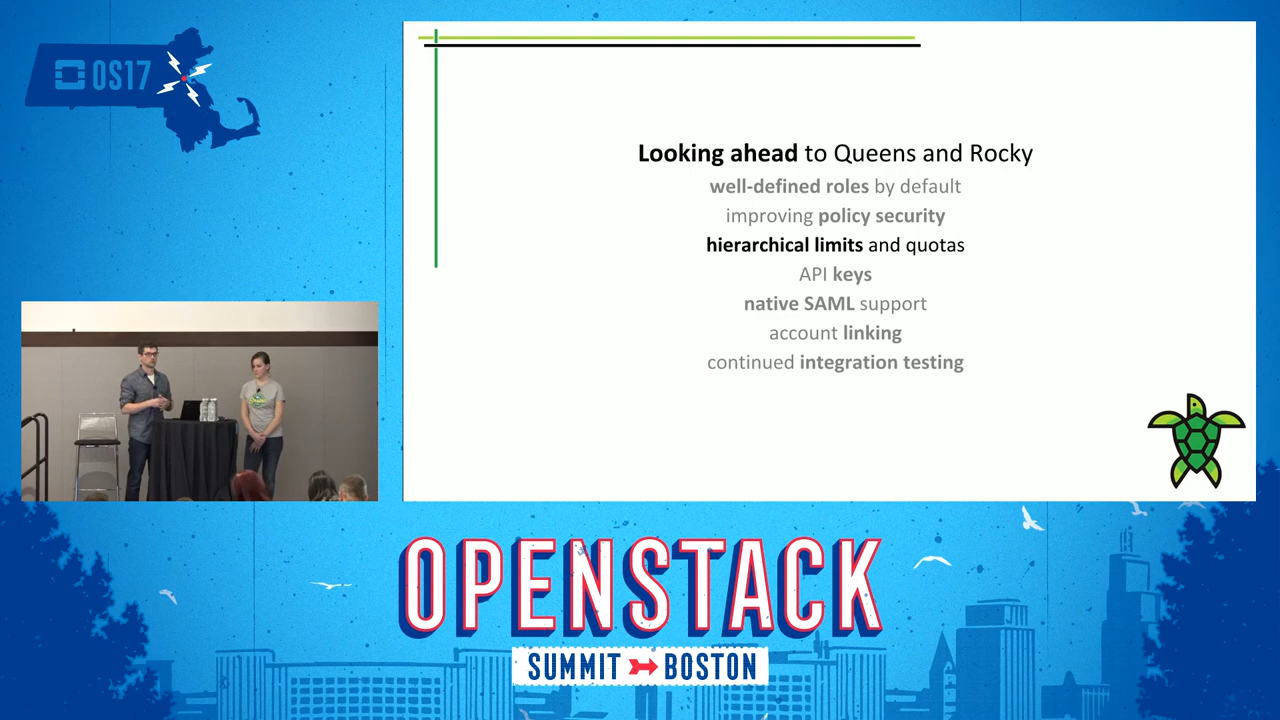 OS17
Looking ahead to Queens and Rocky
well-defined roles by default
improving policy security
hierarchical limits and quotas
API keys
native SAML support
account linking
continued integration testing
OPENSTACK
SUMMIT BOSTON